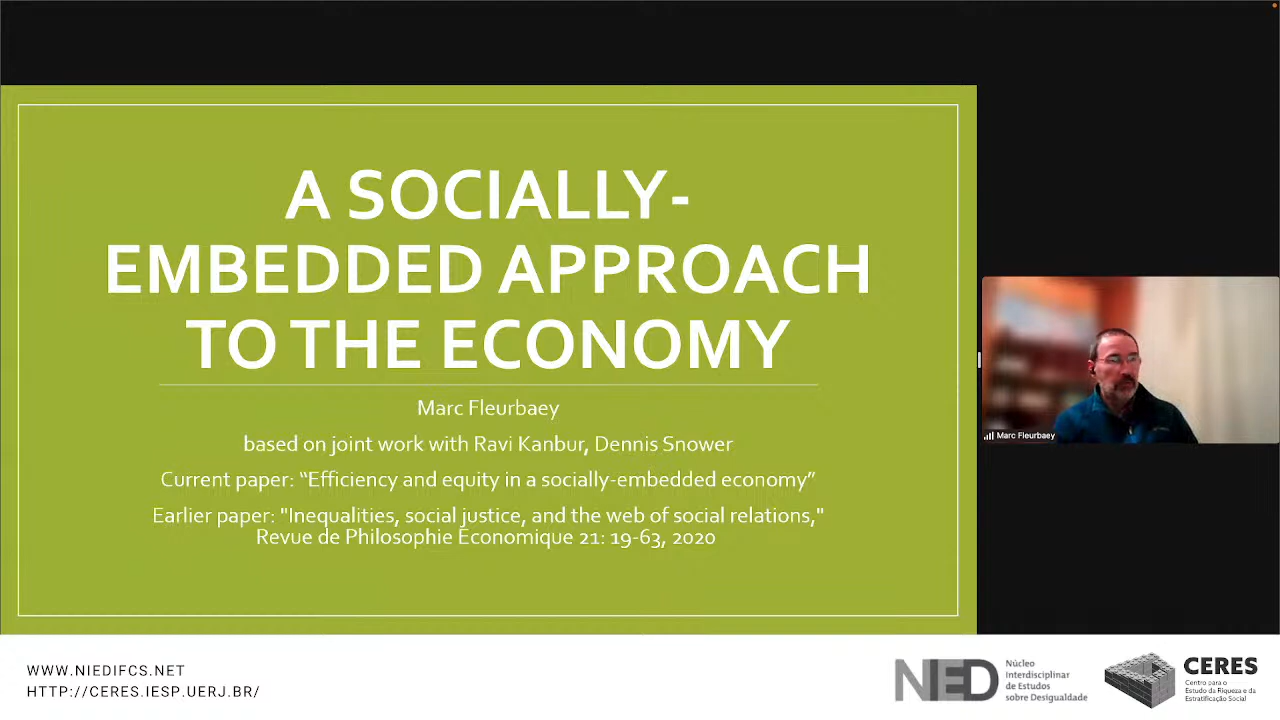 A SOCIALLY-
EMBEDDED APPROACH
TO THE ECONOMY
Marc Fleurbaey
based on joint work with Ravi Kanbur, Dennis Snower
Current paper: “Efficiency and equity in a socially-embedded economy”
Earlier paper: "Inequalities, social justice, and the web of social relations,"
Revue de Philosophie Economique 21: 19-63, 2020
Marc Fleurbaey
WWW.NIEDIFCS.NET
HTTP://CERES.IESP.UERJ.BR/
NIED
Núcleo
Interdisciplinar
de Estudos
sobre Desigualdade
CERES
Centro para o
Estudo da Riqueza e da
Estratificação Social